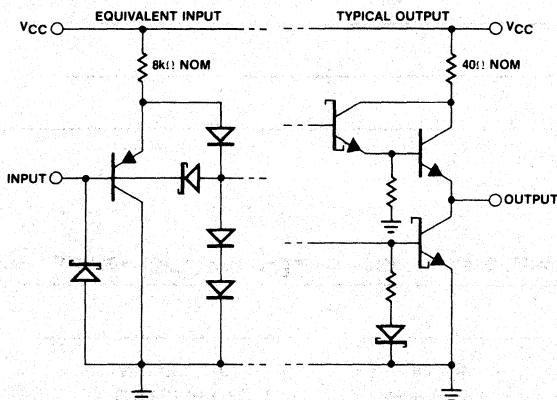 EQUIVALENT INPUT
VCC
8kΩ NOM
INPUT
TYPICAL OUTPUT
VCC
40Ω NOM
OUTPUT